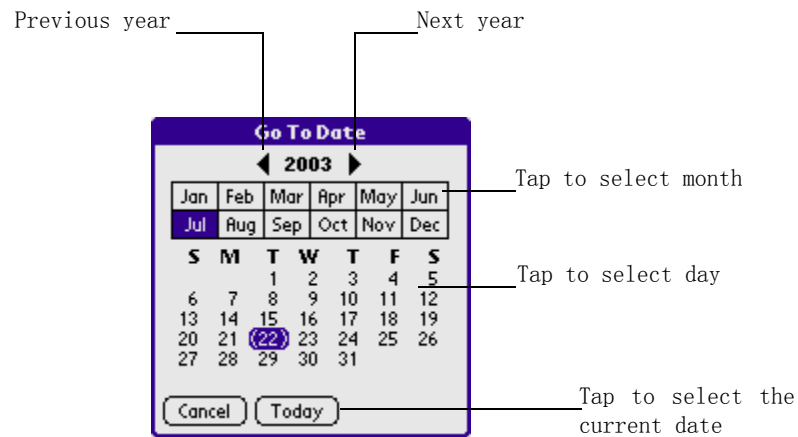 Previous year
Next year
Go To Date
2003
Tap to select month
Jan Feb Mar Apr May Jun
Jul Aug Sep Oct Nov Dec
S M T W T F S
Tap to select day
1 2 3 4 5
6 7 8 9 10 11 12
13 14 15 16 17 18 19
20 21 22 23 24 25 26
27 28 29 30 31
Cancel Today
Tap to select the
current date